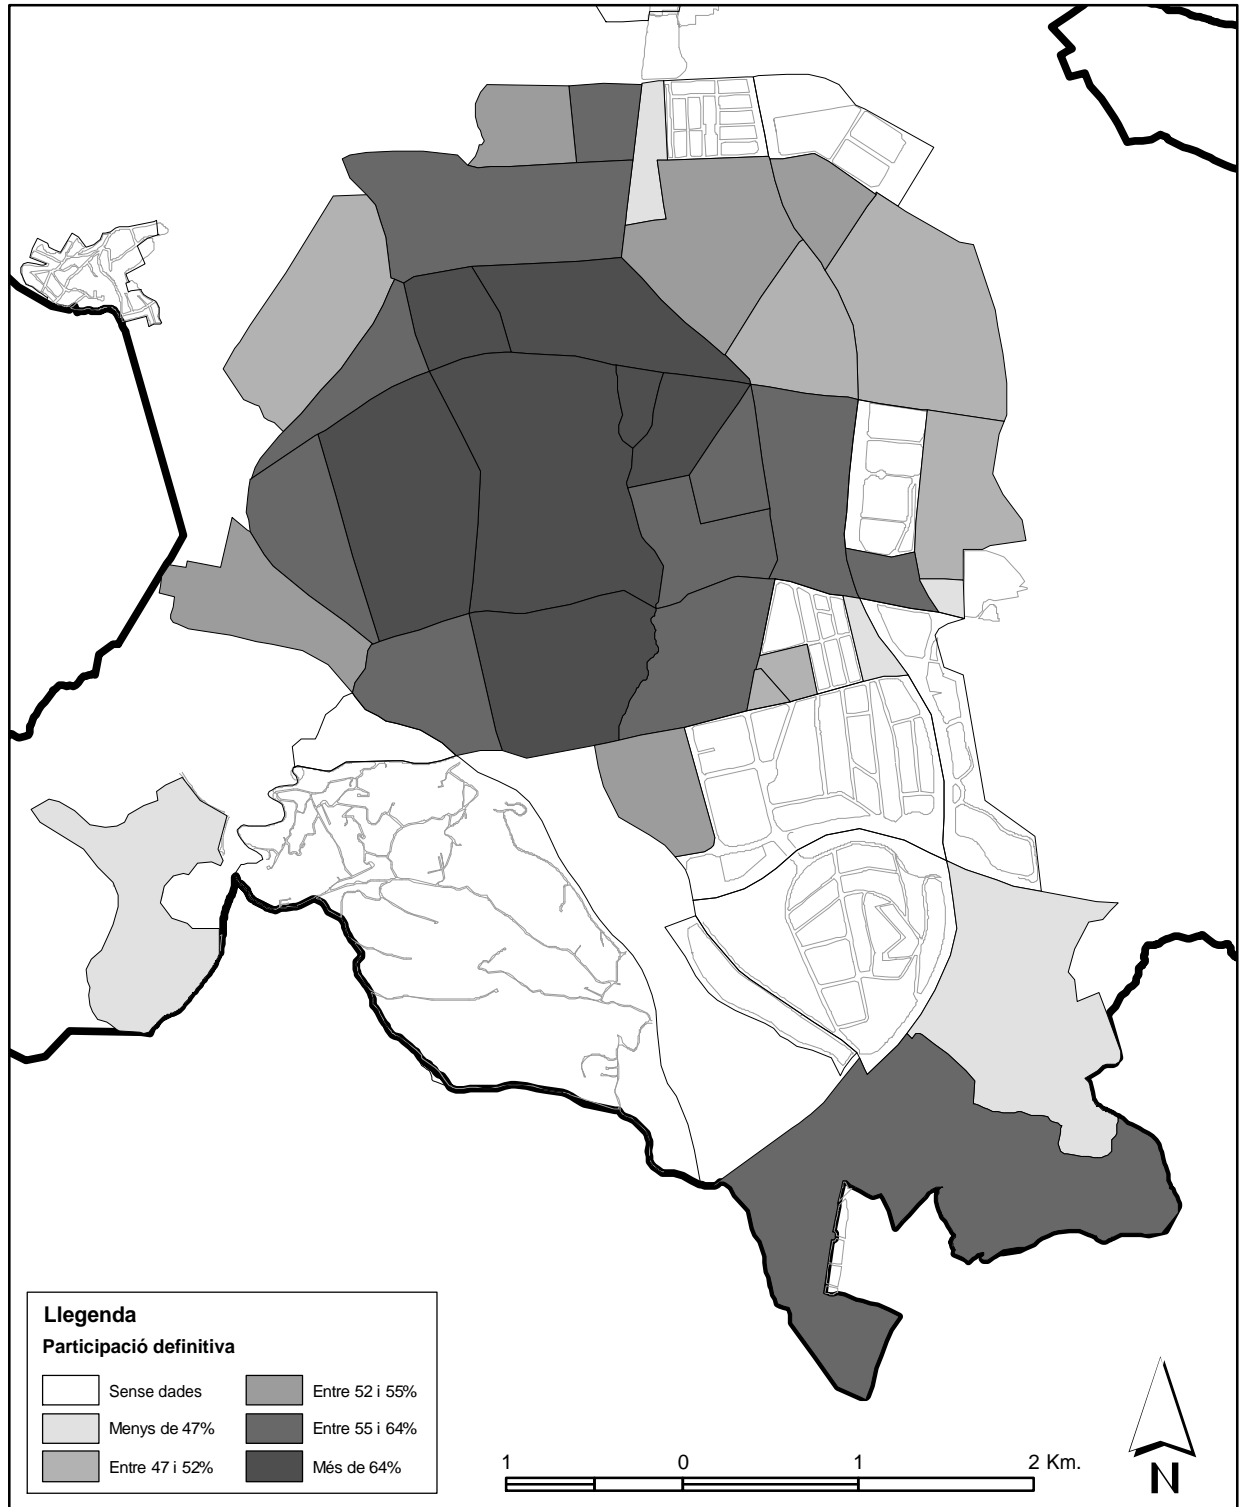 Llegenda
Participació definitiva
Sense dades
Menys de 47%
Entre 47 i 52%
Entre 52 i 55%
Entre 55 i 64%
Més de 64%
1 0 1 2 Km.
N